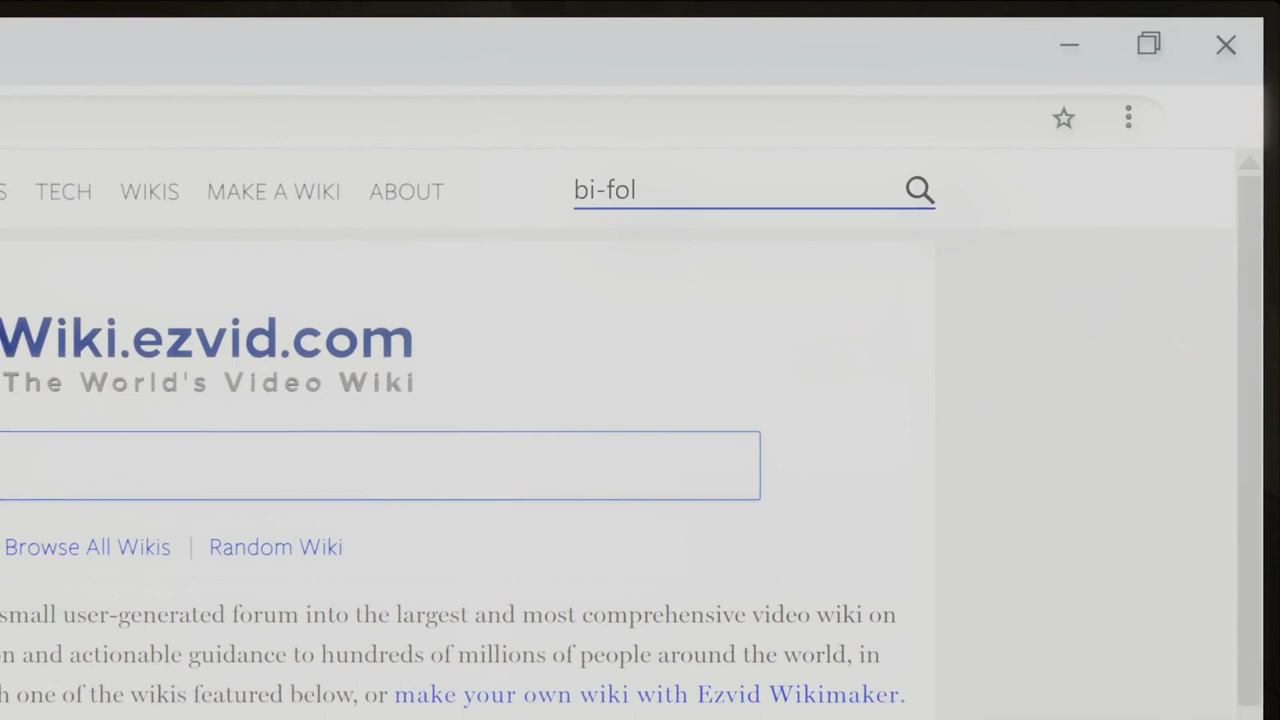 TECH WIKIS MAKE A WIKI ABOUT bi-fol
Wiki.ezvid.com
The World's Video Wiki
Browse All Wikis | Random Wiki
small user-generated forum into the largest and most comprehensive video wiki on
and actionable guidance to hundreds of millions of people around the world, in
one of the wikis featured below, or make your own wiki with Ezvid Wikimaker.